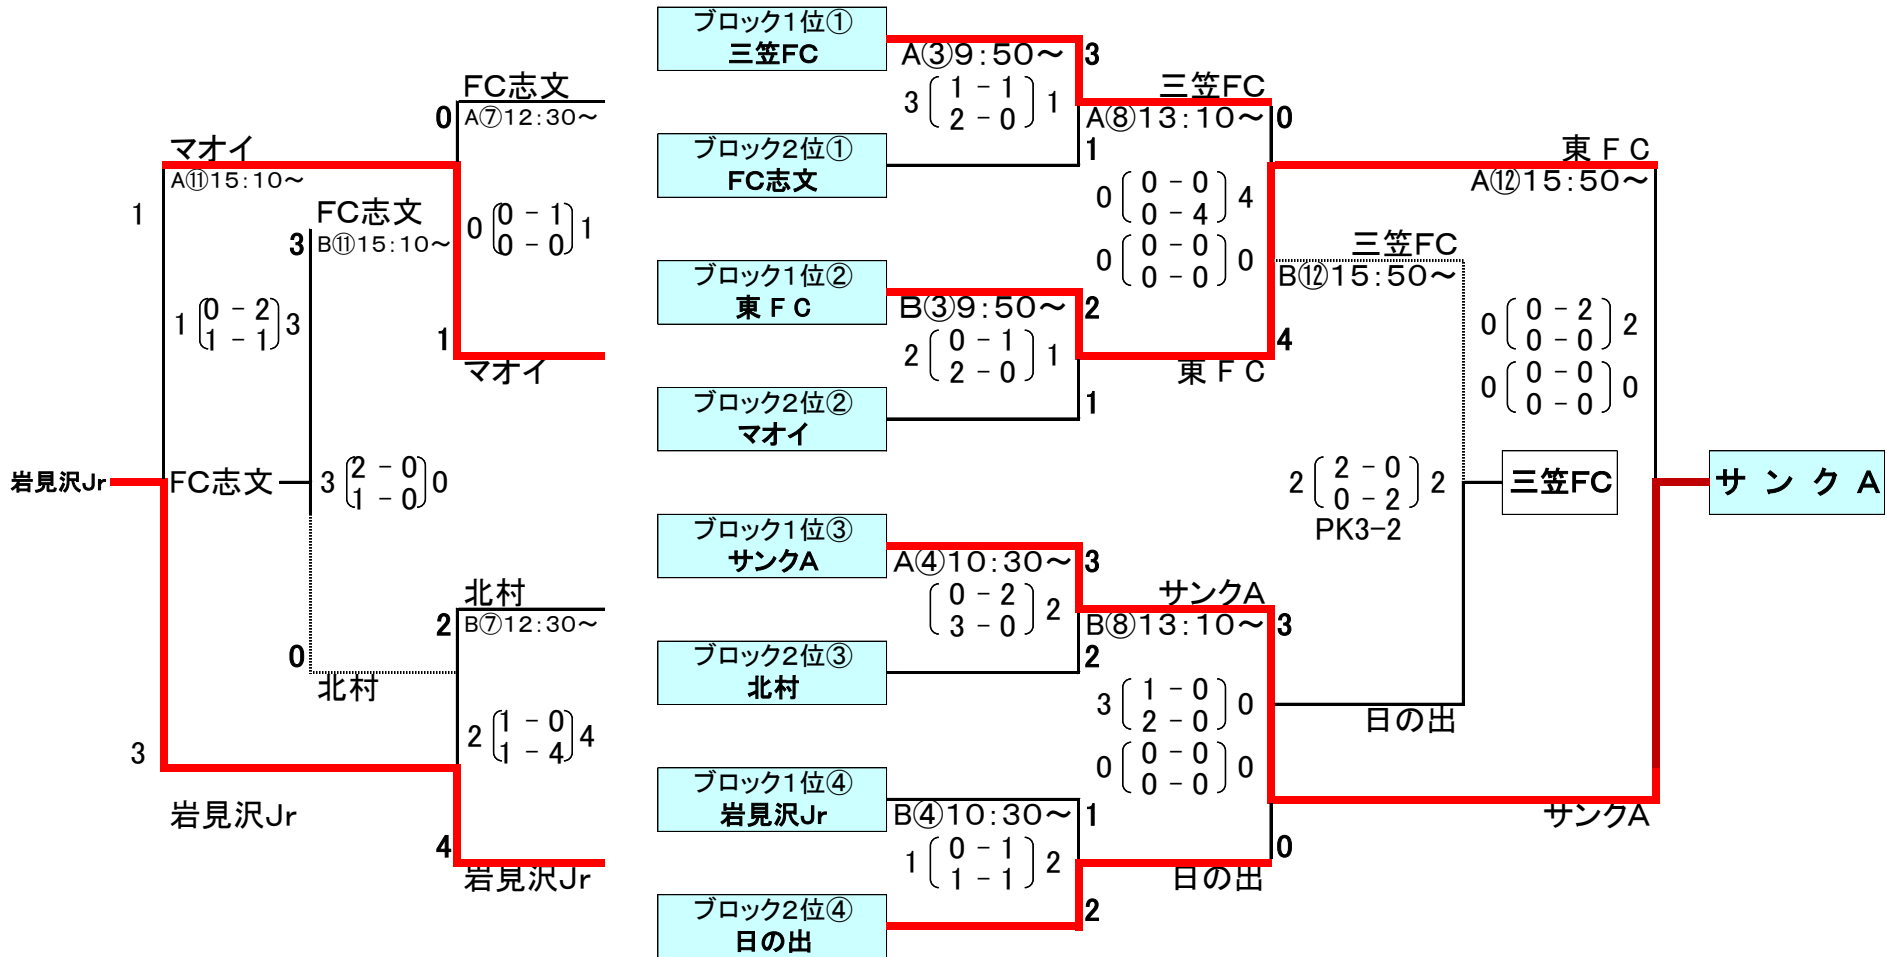 ブロック1位①
三笠FC
A③9:50～
3
3 1 - 1 1
2 - 0
ブロック2位①
FC志文
1
三笠FC
A⑧13:10～
0
0 0 - 0 4
0 - 4
0 0 - 0 0
0 - 0
ブロック1位②
東FC
B③9:50～
2
2 0 - 1 1
2 - 0
ブロック2位②
マオイ
1
東FC
4
ブロック1位③
サンクA
A④10:30～
3
0 - 2 2
3 - 0
ブロック2位③
北村
2
サンクA
B⑧13:10～
3
3 1 - 0 0
2 - 0
0 0 - 0 0
0 - 0
ブロック1位④
岩見沢Jr
B④10:30～
1
1 0 - 1 2
1 - 1
ブロック2位④
日の出
2
日の出
0
東FC
A⑫15:50～
0 0 - 2 2
0 - 0
0 0 - 0 0
0 - 0
サンクA
サンクA
三笠FC
B⑫15:50～
2 2 - 0 2
0 - 2
PK3-2
三笠FC
日の出
FC志文
0
A⑦12:30～
0 0 - 1 1
0 - 0
1
マオイ
マオイ
A⑪15:10～
1
1 0 - 2 3
1 - 1
FC志文
3
B⑪15:10～
岩見沢Jr
FC志文
3 2 - 0 0
1 - 0
0
北村
北村
2
B⑦12:30～
2 1 - 0 4
1 - 4
3
岩見沢Jr
4
岩見沢Jr